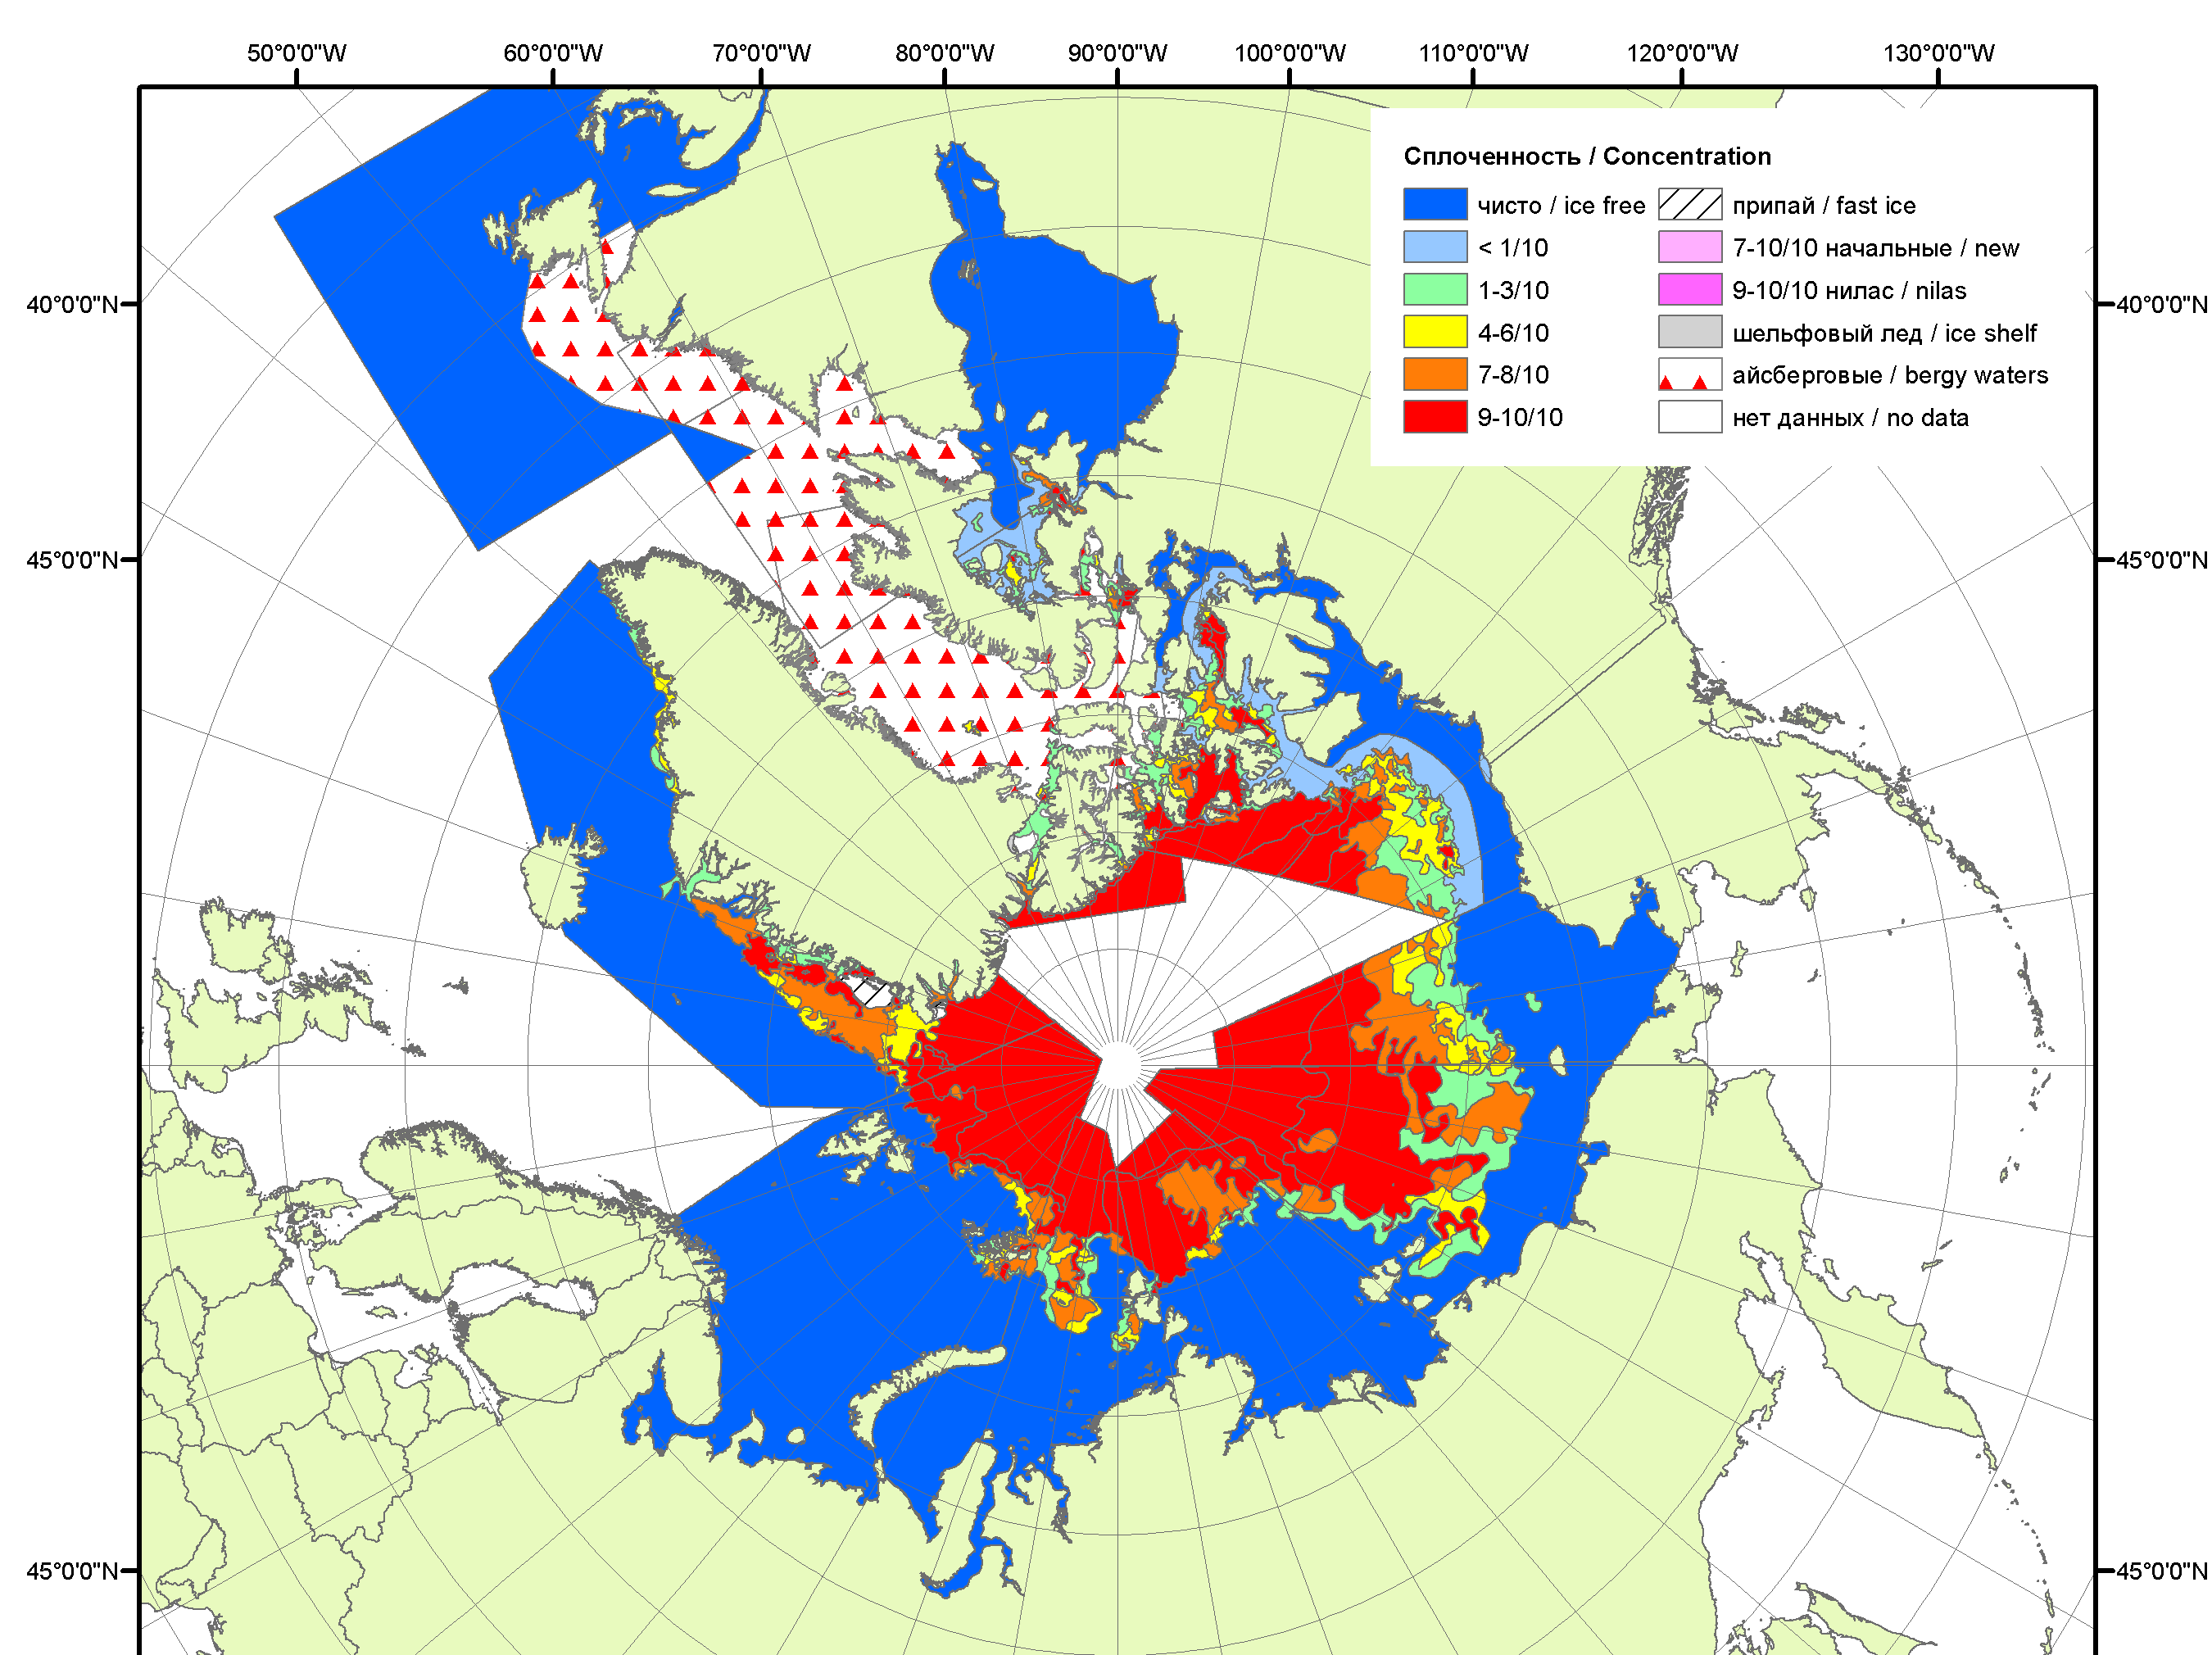 50°0'0"W 60°0'0"W 70°0'0"W 80°0'0"W 90°0'0"W 100°0'0"W 110°0'0"W 120°0'0"W 130°0'0"W
Сплоченность / Concentration
чисто / ice free
< 1/10
1-3/10
4-6/10
7-8/10
9-10/10
припай / fast ice
7-10/10 начальные / new
9-10/10 нилас / nilas
шельфовый лед / ice shelf
айсберговые / bergy waters
нет данных / no data
40°0'0"N 40°0'0"N
45°0'0"N 45°0'0"N
45°0'0"N 45°0'0"N